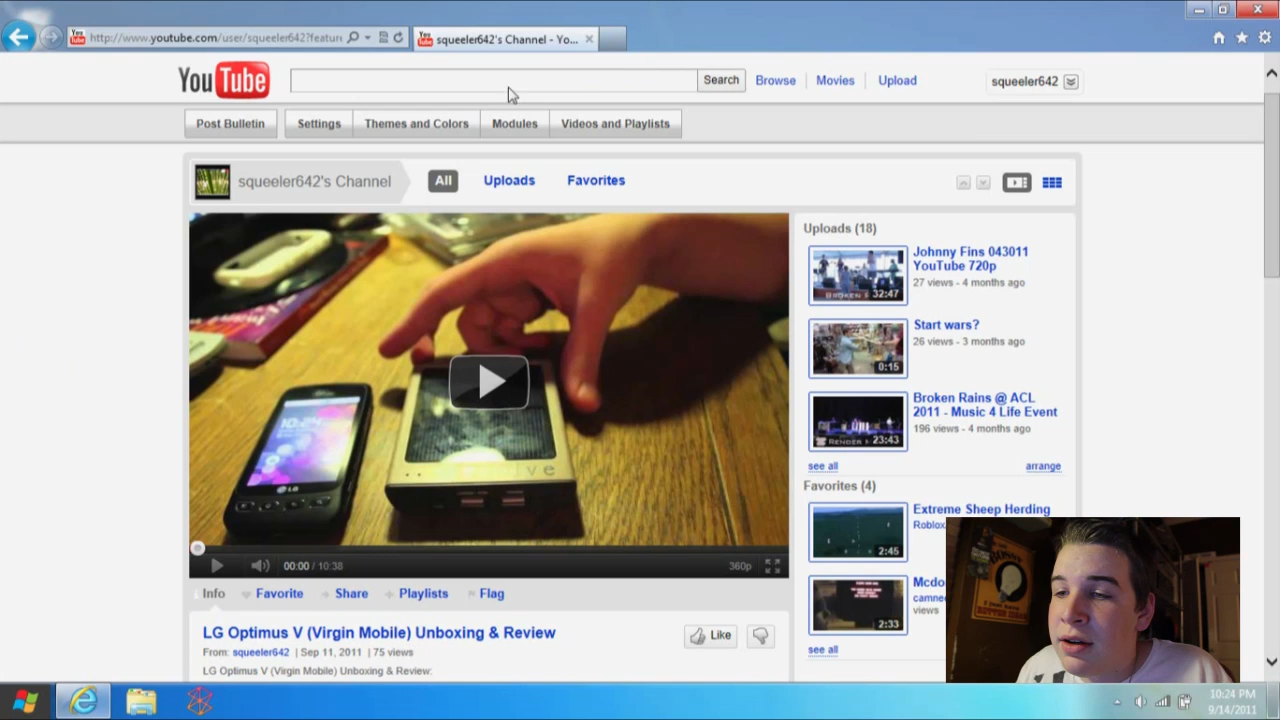 http://www.youtube.com/user/squeeler642?featur
squeeler642's Channel - Yo...
YouTube
Search
Browse
Movies
Upload
squeeler642
Post Bulletin
Settings
Themes and Colors
Modules
Videos and Playlists
squeeler642's Channel
All
Uploads
Favorites
Uploads (18)
Johnny Fins 043011
YouTube 720p
27 views - 4 months ago
32:47
Start wars?
26 views - 3 months ago
0:15
Broken Rains @ ACL
2011 - Music 4 Life Event
196 views - 4 months ago
23:43
see all
arrange
Favorites (4)
Extreme Sheep Herding
Roblox
2:45
Mcdo
camne
views
2:33
see all
LG
00:00 / 10:38
360p
Info
Favorite
Share
Playlists
Flag
LG Optimus V (Virgin Mobile) Unboxing & Review
Like
From: squeeler642 | Sep 11, 2011 | 75 views
LG Optimus V (Virgin Mobile) Unboxing & Review:
10:24 PM
9/14/2011